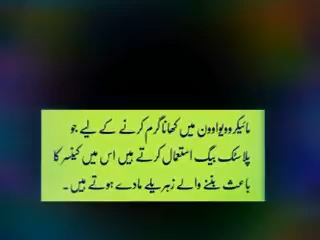 مائیکروویو اوون میں کھانا گرم کرنے کے لیے جو
پلاسٹک بیگ استعمال کرتے ہیں اس میں کینسر کا
باعث بننے والے زہریلے مادے ہوتے ہیں۔